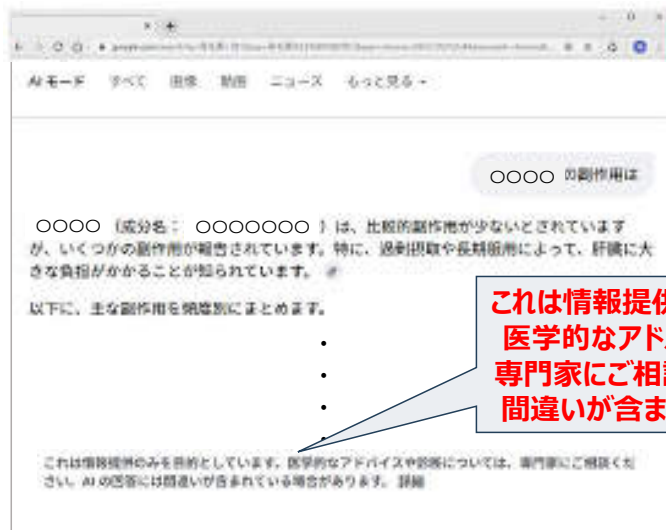 AI モード すべて 画像 動画 ニュース もっと見る
○○○○ の副作用は
○○○○ (成分名: ○○○○○○○ ) は、比較的副作用が少ないとされています
が、いくつかの副作用が報告されています。特に、過剰摂取や長期服用によって、肝臓に大
きな負担がかかることが知られています。
以下に、主な副作用を頻度別にまとめます。
これは情報提供
医学的なアド
専門家にご相
間違いが含ま
これは情報提供のみを目的としています。医学的なアドバイスや診断については、専門家にご相談くだ
さい。AI の回答には間違いが含まれている場合があります。 詳細